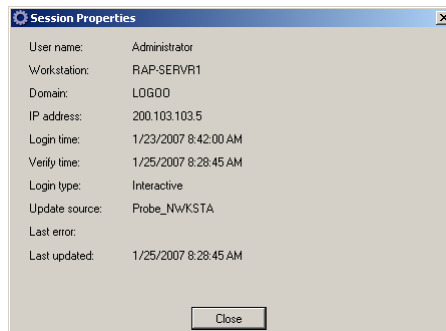 Session Properties
User name: Administrator
Workstation: RAP-SERVR1
Domain: LOGOO
IP address: 200.103.103.5
Login time: 1/23/2007 8:42:00 AM
Verify time: 1/25/2007 8:28:45 AM
Login type: Interactive
Update source: Probe_NWKSTA
Last error:
Last updated: 1/25/2007 8:28:45 AM
Close